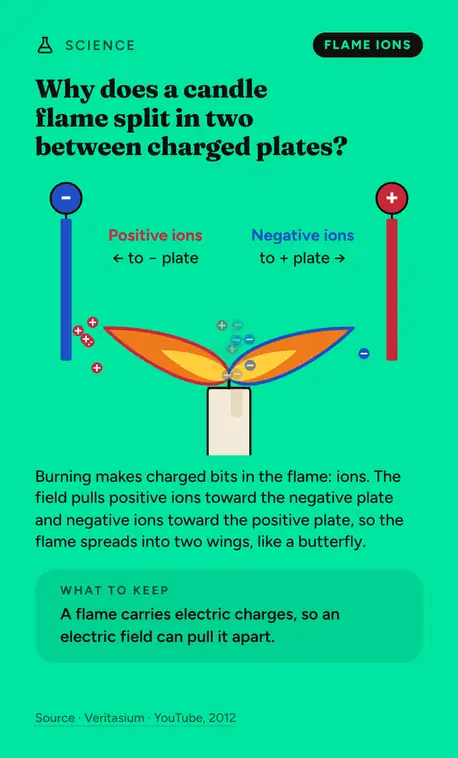 SCIENCE
FLAME IONS
Why does a candle
flame split in two
between charged plates?
−
+
Positive ions
← to − plate
Negative ions
to + plate →
Burning makes charged bits in the flame: ions. The
field pulls positive ions toward the negative plate
and negative ions toward the positive plate, so the
flame spreads into two wings, like a butterfly.
WHAT TO KEEP
A flame carries electric charges, so an
electric field can pull it apart.
Source · Veritasium · YouTube, 2012